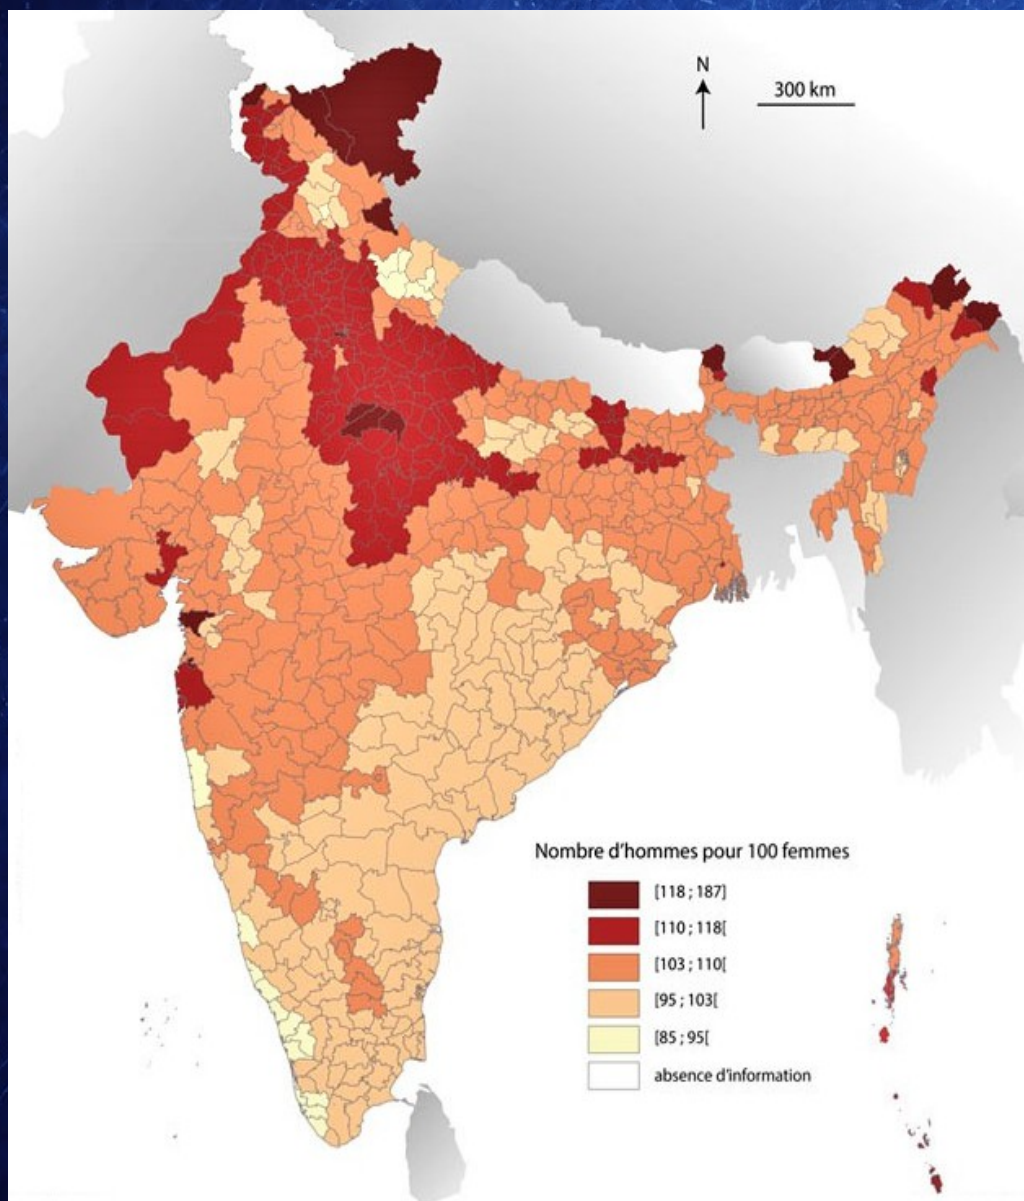 N
300 km
Nombre d'hommes pour 100 femmes
[118 ; 187]
[110 ; 118[
[103 ; 110[
[95 ; 103[
[85 ; 95[
absence d'information